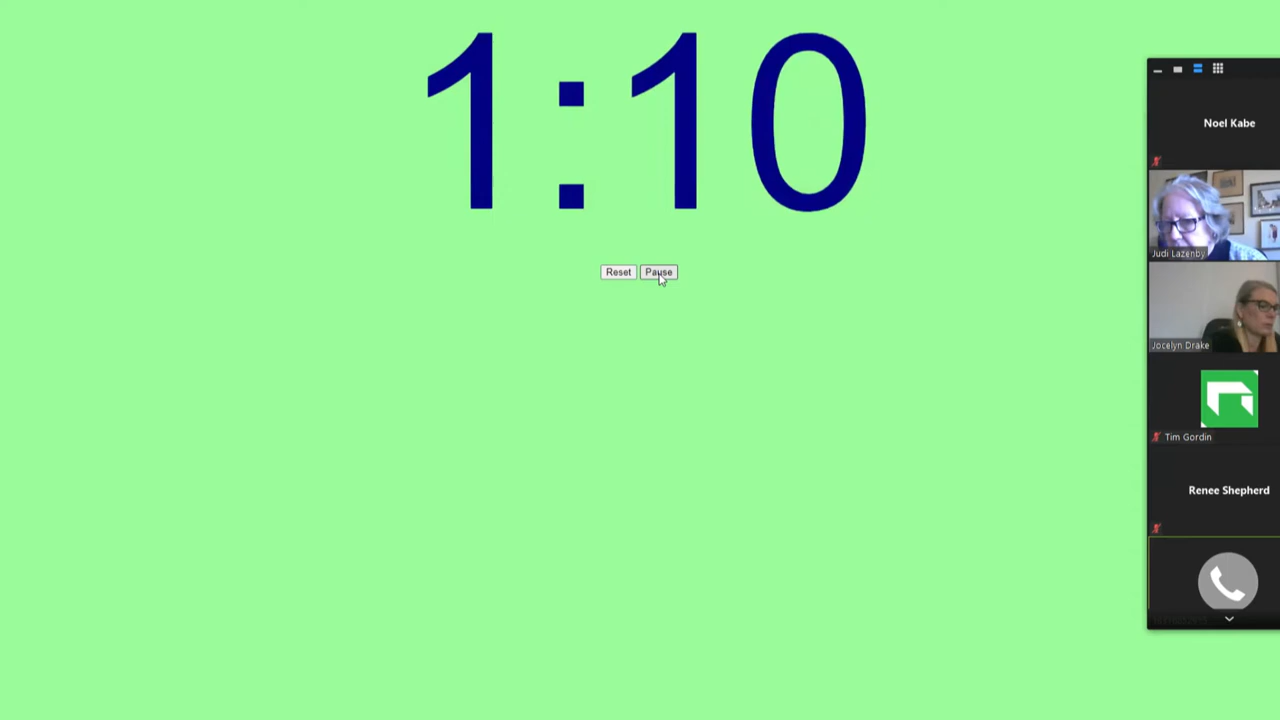 1:10
Reset Pause
Noel Kabe
Judi Lazenby
Jocelyn Drake
Tim Gordin
Renee Shepherd